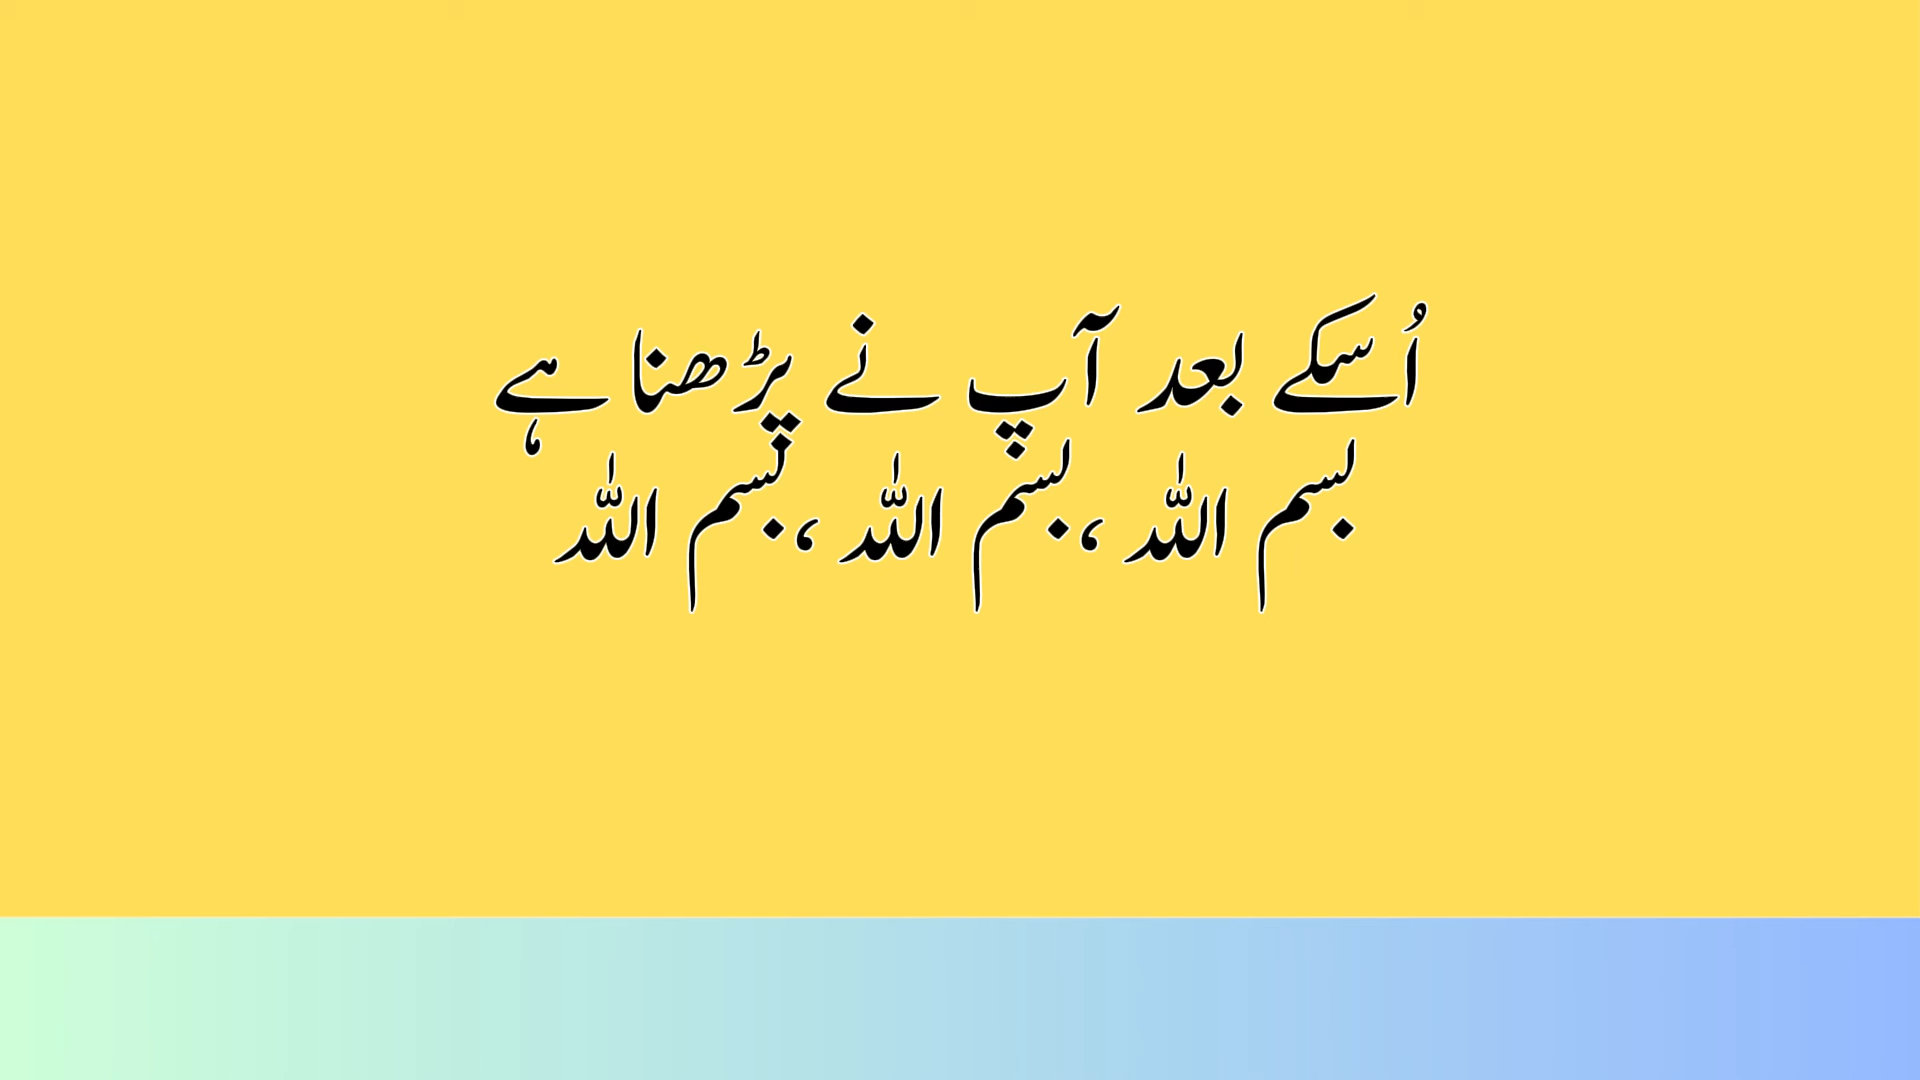 اُسکے بعد آپ نے پڑھنا ہے
بسم اللہ ،بسم اللہ ،بسم اللہ